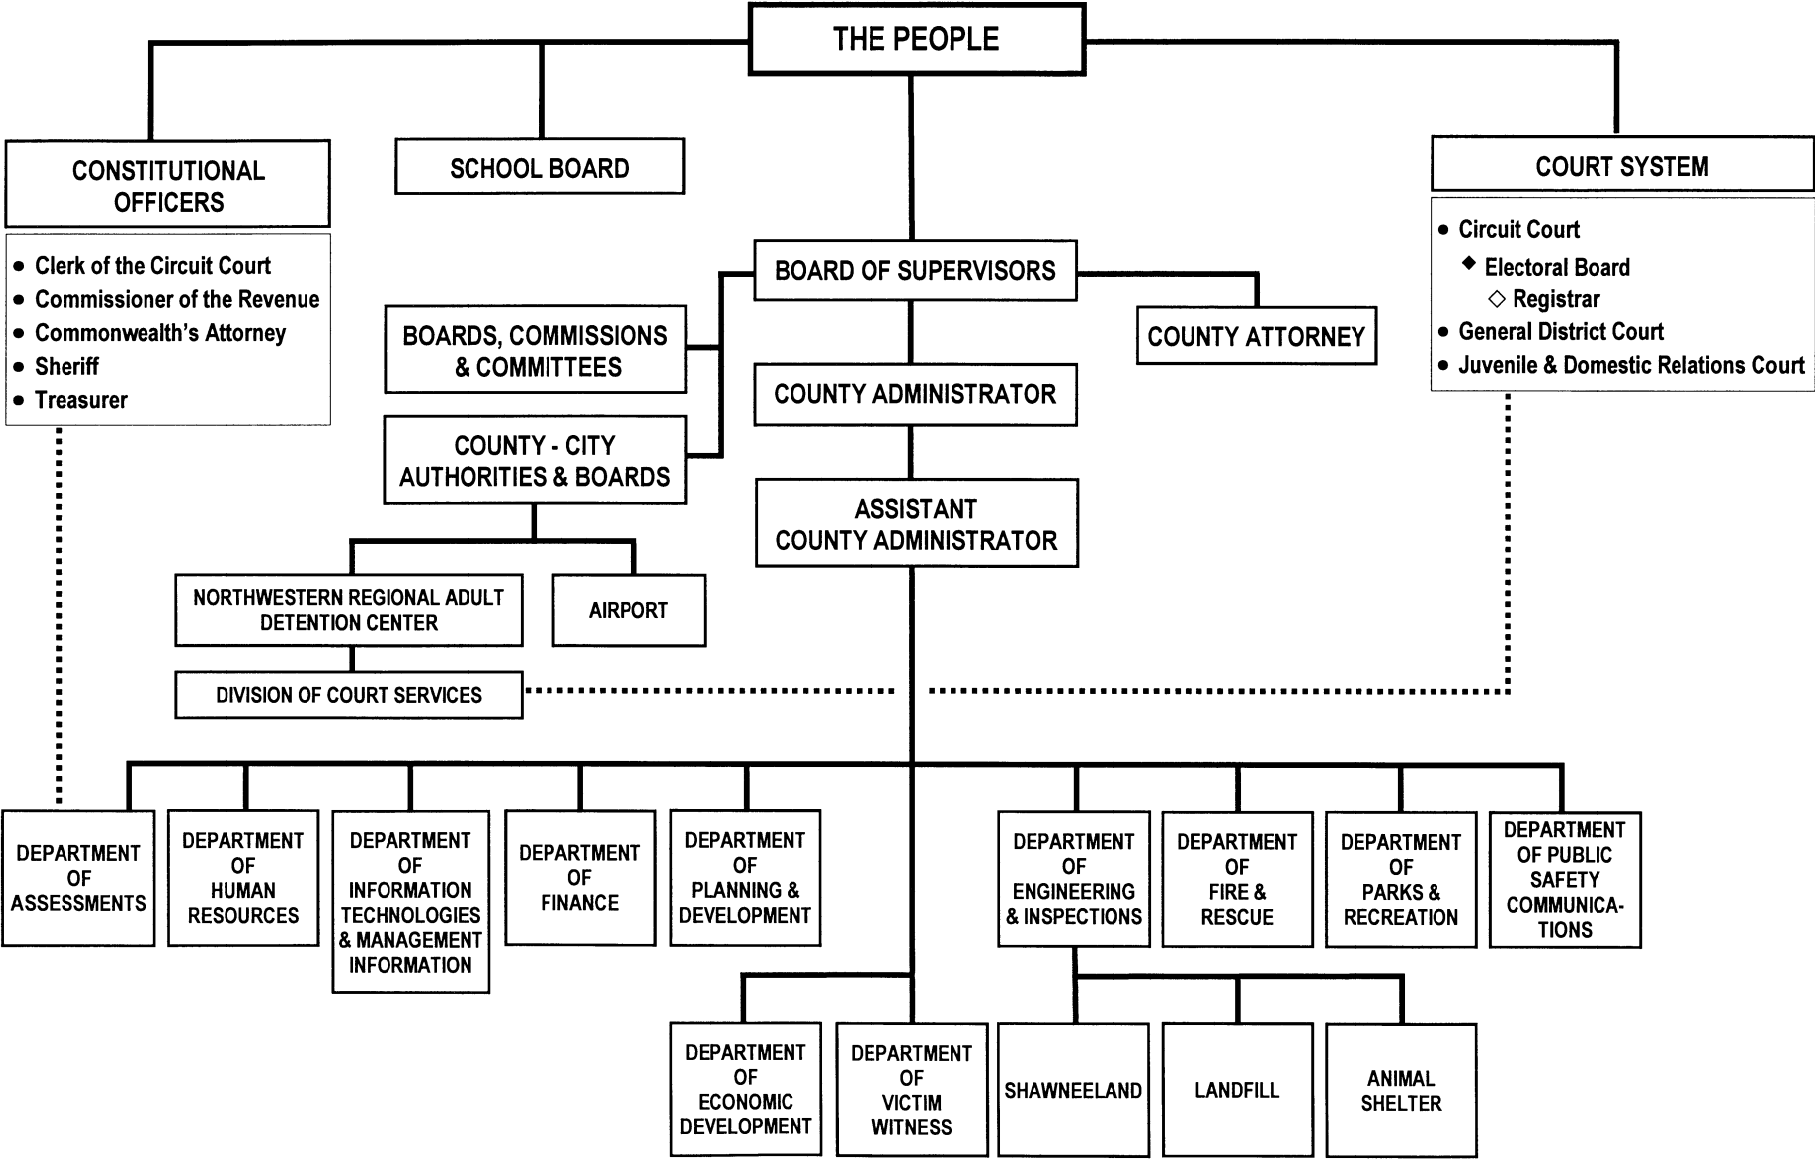 THE PEOPLE
CONSTITUTIONAL
OFFICERS
● Clerk of the Circuit Court
● Commissioner of the Revenue
● Commonwealth's Attorney
● Sheriff
● Treasurer
SCHOOL BOARD
COURT SYSTEM
● Circuit Court
◆ Electoral Board
◇ Registrar
● General District Court
● Juvenile & Domestic Relations Court
BOARD OF SUPERVISORS
BOARDS, COMMISSIONS
& COMMITTEES
COUNTY ATTORNEY
COUNTY ADMINISTRATOR
COUNTY - CITY
AUTHORITIES & BOARDS
ASSISTANT
COUNTY ADMINISTRATOR
NORTHWESTERN REGIONAL ADULT
DETENTION CENTER
AIRPORT
DIVISION OF COURT SERVICES
DEPARTMENT
OF
ASSESSMENTS
DEPARTMENT
OF
HUMAN
RESOURCES
DEPARTMENT
OF
INFORMATION
TECHNOLOGIES
& MANAGEMENT
INFORMATION
DEPARTMENT
OF
FINANCE
DEPARTMENT
OF
PLANNING &
DEVELOPMENT
DEPARTMENT
OF
ENGINEERING
& INSPECTIONS
DEPARTMENT
OF
FIRE &
RESCUE
DEPARTMENT
OF
PARKS &
RECREATION
DEPARTMENT
OF PUBLIC
SAFETY
COMMUNICA-
TIONS
DEPARTMENT
OF
ECONOMIC
DEVELOPMENT
DEPARTMENT
OF
VICTIM
WITNESS
SHAWNEELAND
LANDFILL
ANIMAL
SHELTER